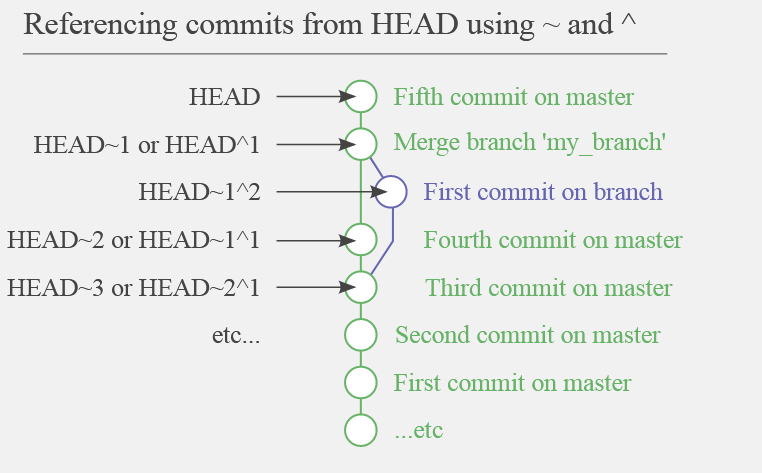 Referencing commits from HEAD using ~ and ^
HEAD Fifth commit on master
HEAD~1 or HEAD^1 Merge branch 'my_branch'
HEAD~1^2 First commit on branch
HEAD~2 or HEAD~1^1 Fourth commit on master
HEAD~3 or HEAD~2^1 Third commit on master
etc... Second commit on master
First commit on master
...etc